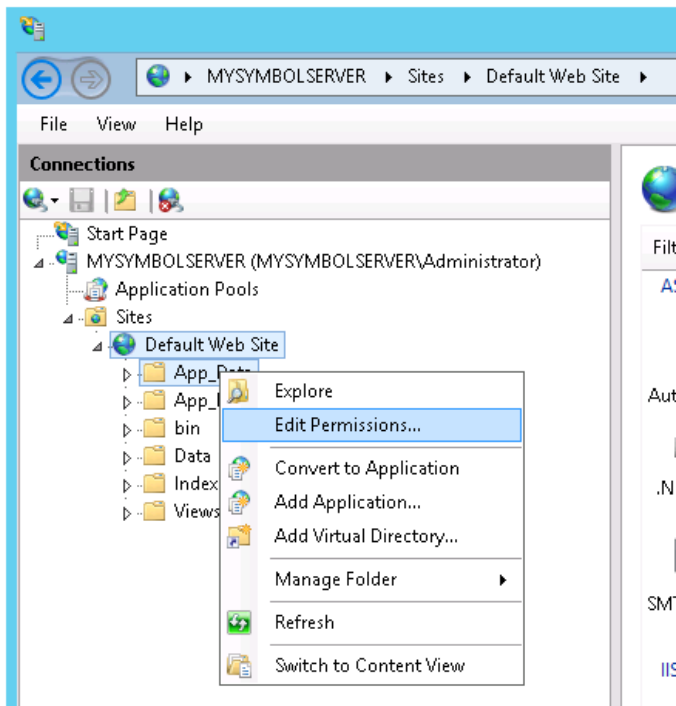 MYSYMBOLSERVER Sites Default Web Site
File View Help
Connections
Start Page
MYSYMBOLSERVER (MYSYMBOLSERVER\Administrator)
Application Pools
Sites
Default Web Site
App_Data
App_
bin
Data
Index
Views
Explore
Edit Permissions...
Convert to Application
Add Application...
Add Virtual Directory...
Manage Folder
Refresh
Switch to Content View
Filt
AS
Aut
.N
SMT
IIS